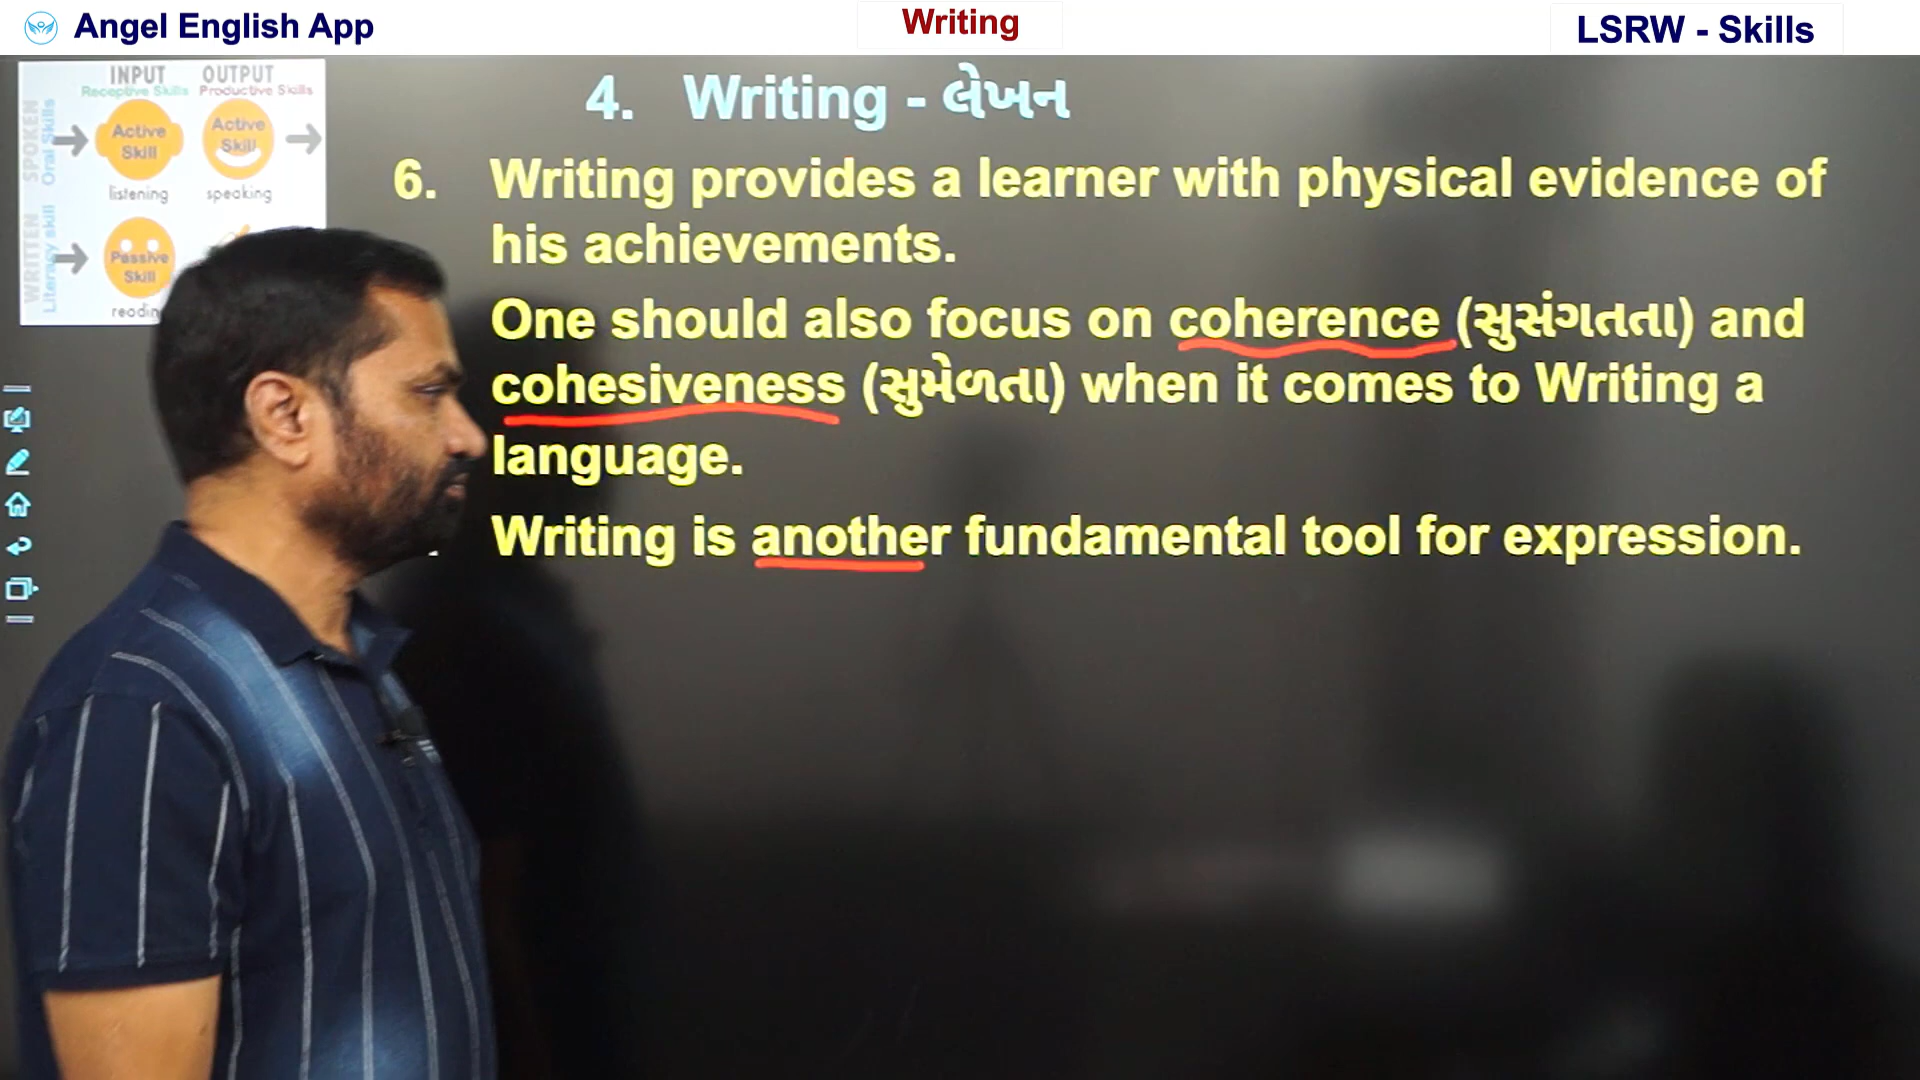 Angel English App
Writing
LSRW - Skills
INPUT OUTPUT
Receptive Skills Productive Skills
SPOKEN
Oral Skills
Active Skill
Active Skill
listening speaking
WRITTEN
Literacy skill
Passive Skill
4. Writing - લેખન
6. Writing provides a learner with physical evidence of
his achievements.
One should also focus on coherence (સુસંગતતા) and
cohesiveness (સુમેળતા) when it comes to Writing a
language.
Writing is another fundamental tool for expression.